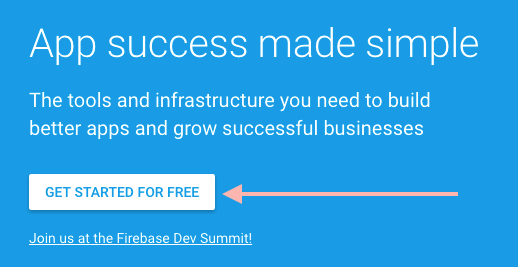 App success made simple
The tools and infrastructure you need to build
better apps and grow successful businesses
GET STARTED FOR FREE
Join us at the Firebase Dev Summit!